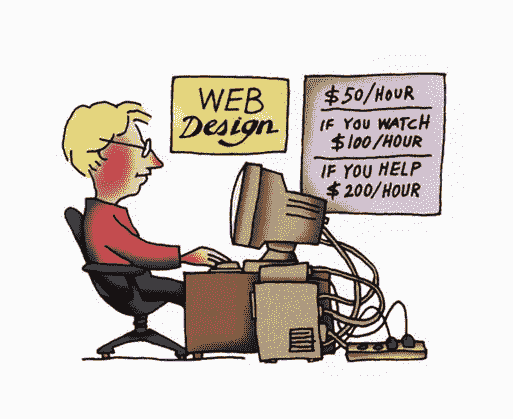 WEB
Design
$50/HOUR
IF YOU WATCH
$100/HOUR
IF YOU HELP
$200/HOUR